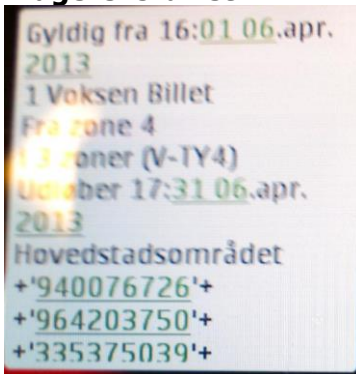 Gyldig fra 16:01 06.apr.
2013
1 Voksen Billet
Fra zone 4
3 zoner (V-TY4)
Udløber 17:31 06.apr.
2013
Hovedstadsområdet
+'940076726'+
+'964203750'+
+'335375039'+